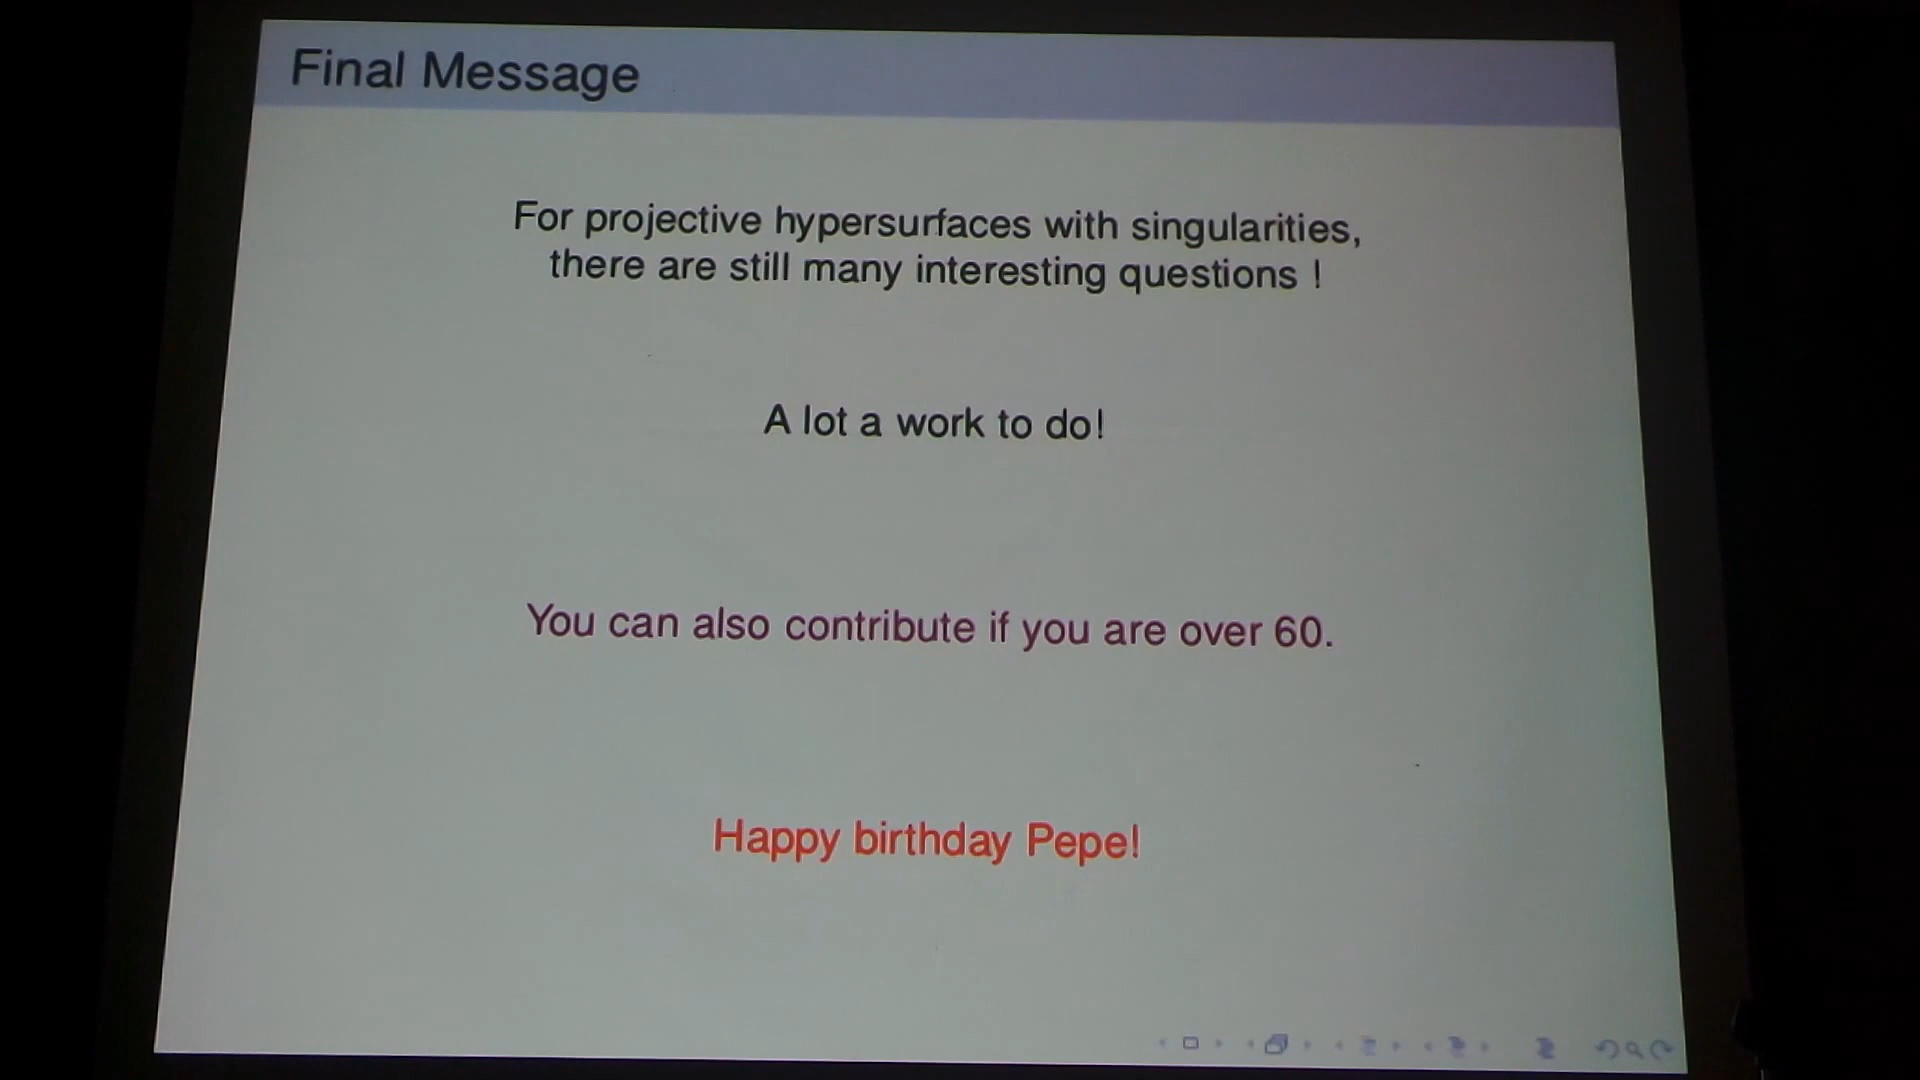 Final Message
For projective hypersurfaces with singularities,
there are still many interesting questions !
A lot a work to do!
You can also contribute if you are over 60.
Happy birthday Pepe!